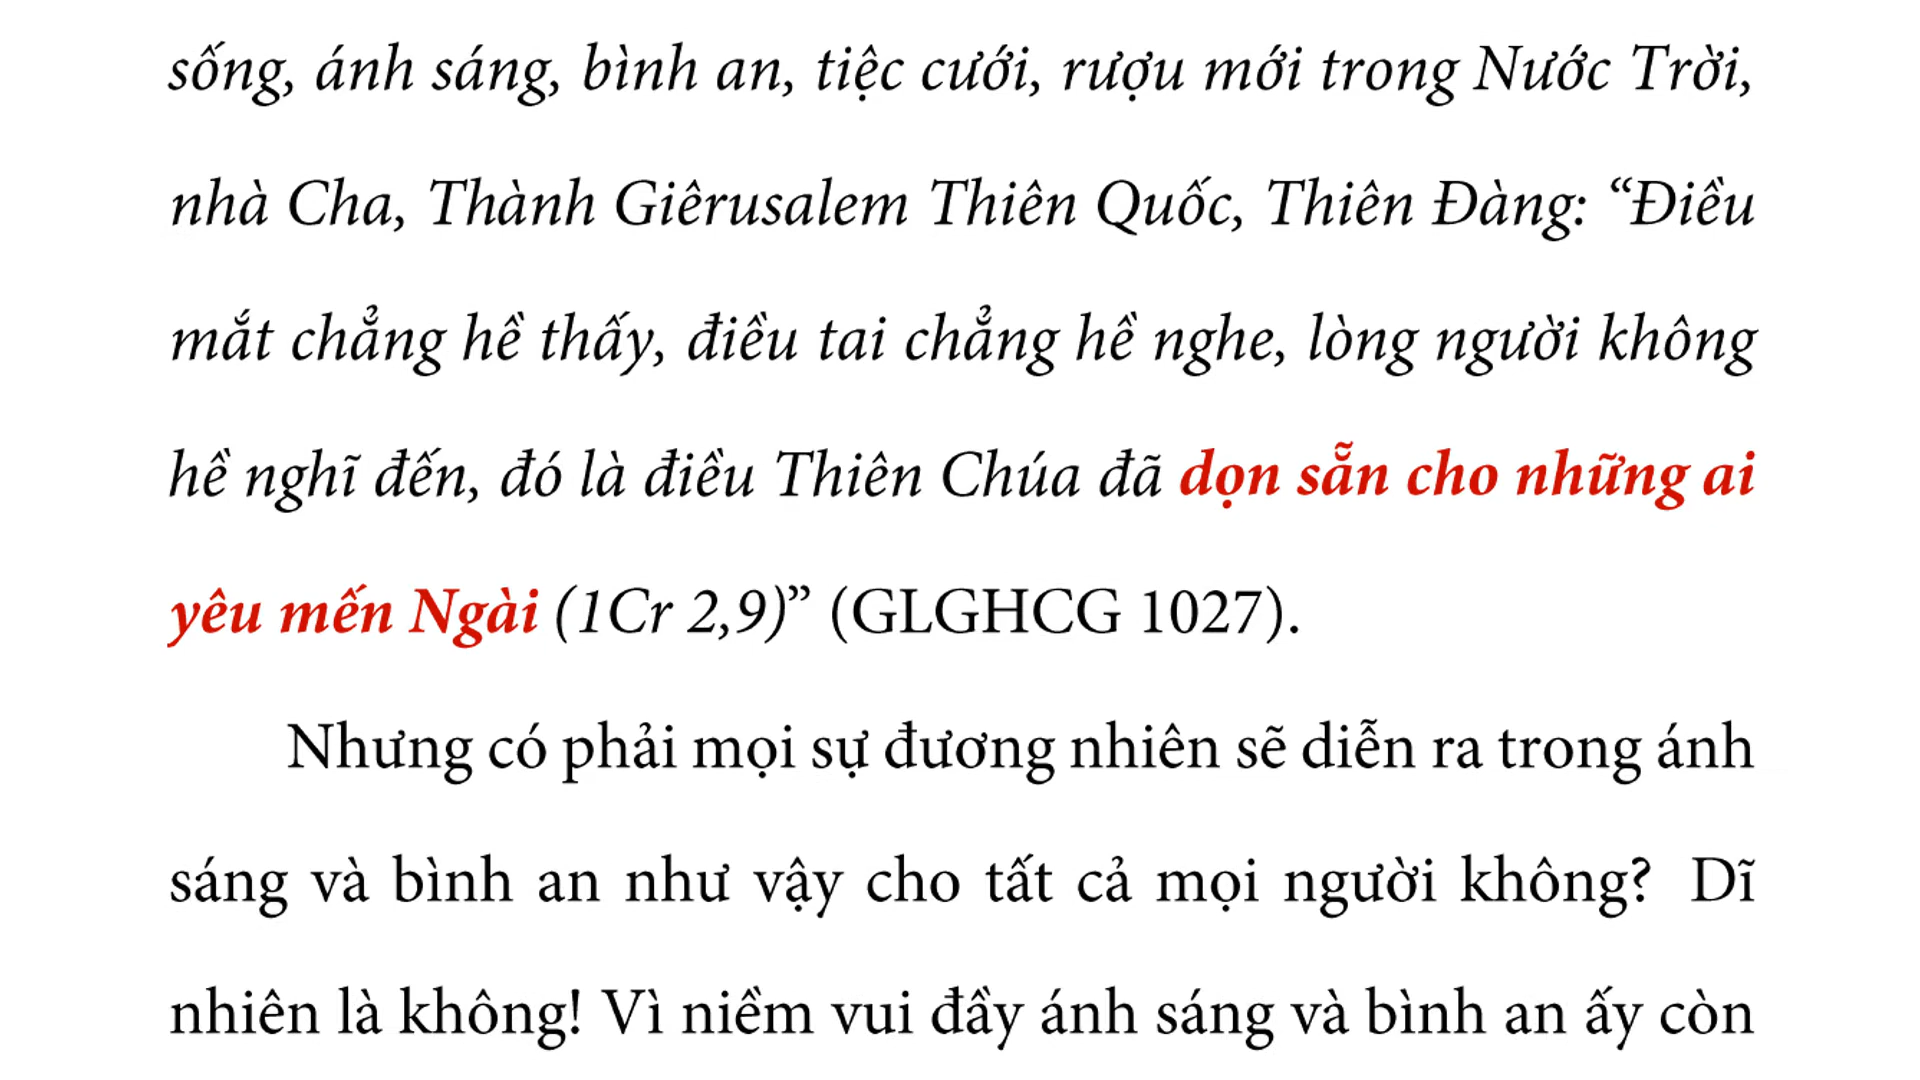 sống, ánh sáng, bình an, tiệc cưới, rượu mới trong Nước Trời,
nhà Cha, Thành Giêrusalem Thiên Quốc, Thiên Đàng: “Điều
mắt chẳng hề thấy, điều tai chẳng hề nghe, lòng người không
hề nghĩ đến, đó là điều Thiên Chúa đã dọn sẵn cho những ai
yêu mến Ngài (1Cr 2,9)” (GLGHCG 1027).
Nhưng có phải mọi sự đương nhiên sẽ diễn ra trong ánh
sáng và bình an như vậy cho tất cả mọi người không? Dĩ
nhiên là không! Vì niềm vui đầy ánh sáng và bình an ấy còn